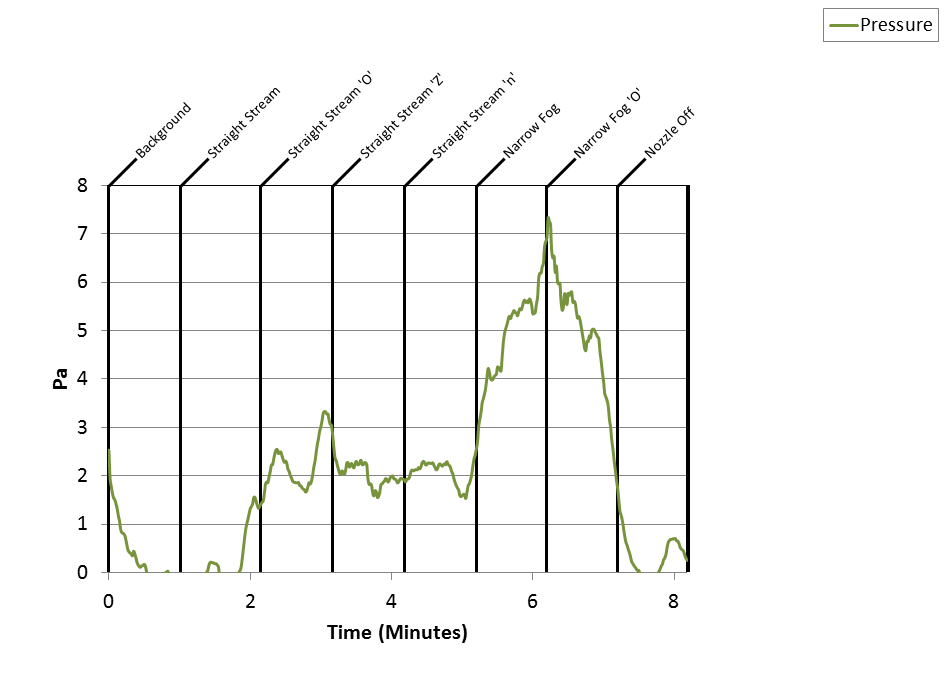 Pressure
Background
Straight Stream
Straight Stream 'O'
Straight Stream 'Z'
Straight Stream 'n'
Narrow Fog
Narrow Fog 'O'
Nozzle Off
8
7
6
5
4
3
2
1
0
Pa
0 2 4 6 8
Time (Minutes)